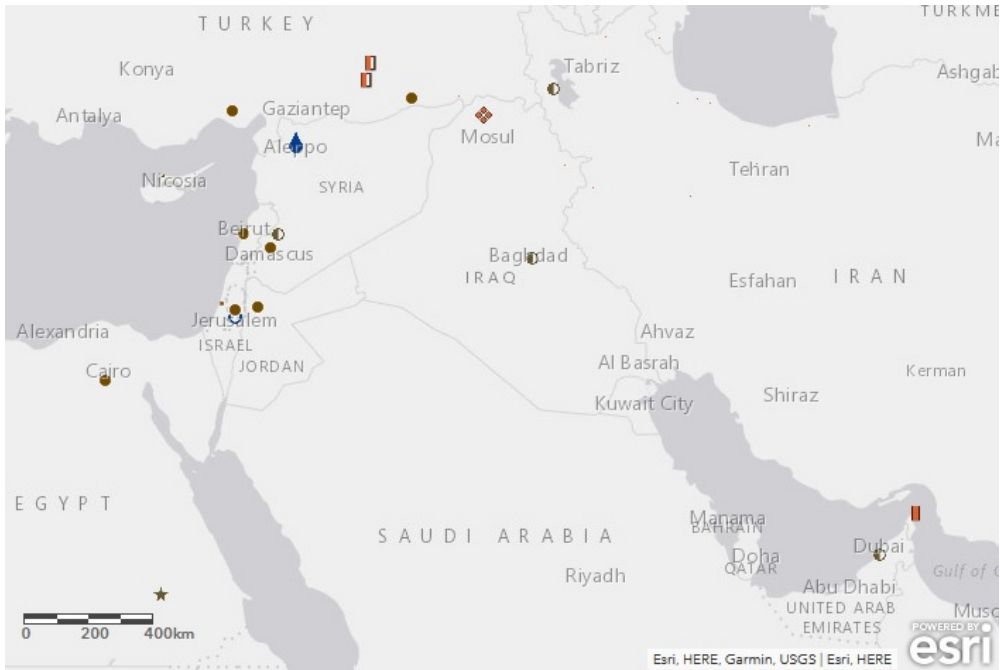 TURKEY
TURKME
Konya
Tabriz
Ashgab
Antalya
Gaziantep
Aleppo
Mosul
Ma
Tehran
Nicosia
SYRIA
Beirut
Damascus
Baghdad
IRAQ
Esfahan
IRAN
Alexandria
Jerusalem
ISRAEL
Ahvaz
JORDAN
Al Basrah
Cairo
Kerman
Kuwait City
Shiraz
EGYPT
SAUDI ARABIA
Manama
BAHRAIN
Doha
QATAR
Dubai
Riyadh
Gulf of O
Abu Dhabi
UNITED ARAB
EMIRATES
Musc
0 200 400km
POWERED BY
esri
Esri, HERE, Garmin, USGS | Esri, HERE